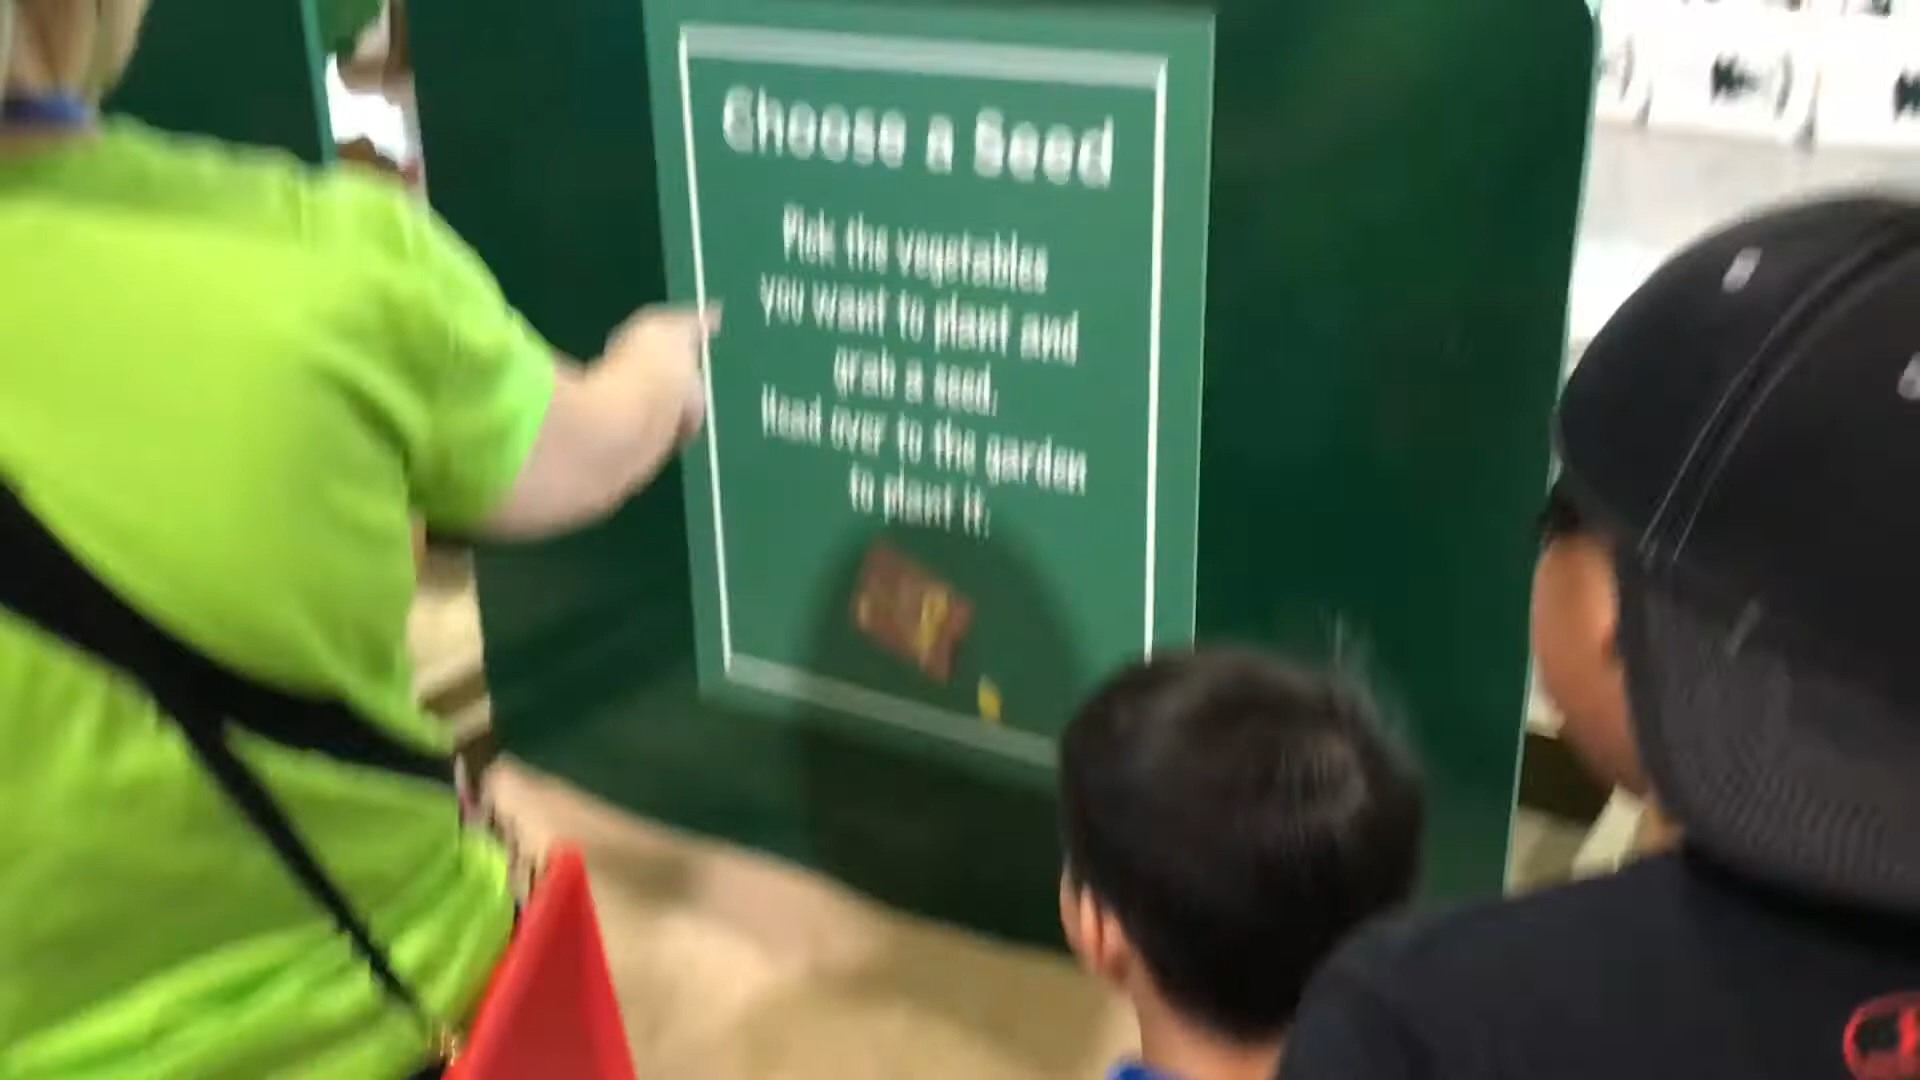 Choose a Seed
Pick the vegetables
you want to plant and
grab a seed.
Head over to the garden
to plant it.